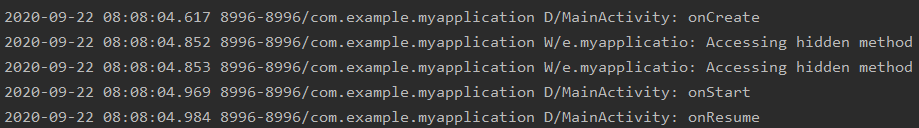 2020-09-22 08:08:04.617 8996-8996/com.example.myapplication D/MainActivity: onCreate
2020-09-22 08:08:04.852 8996-8996/com.example.myapplication W/e.myapplicatio: Accessing hidden method
2020-09-22 08:08:04.853 8996-8996/com.example.myapplication W/e.myapplicatio: Accessing hidden method
2020-09-22 08:08:04.969 8996-8996/com.example.myapplication D/MainActivity: onStart
2020-09-22 08:08:04.984 8996-8996/com.example.myapplication D/MainActivity: onResume